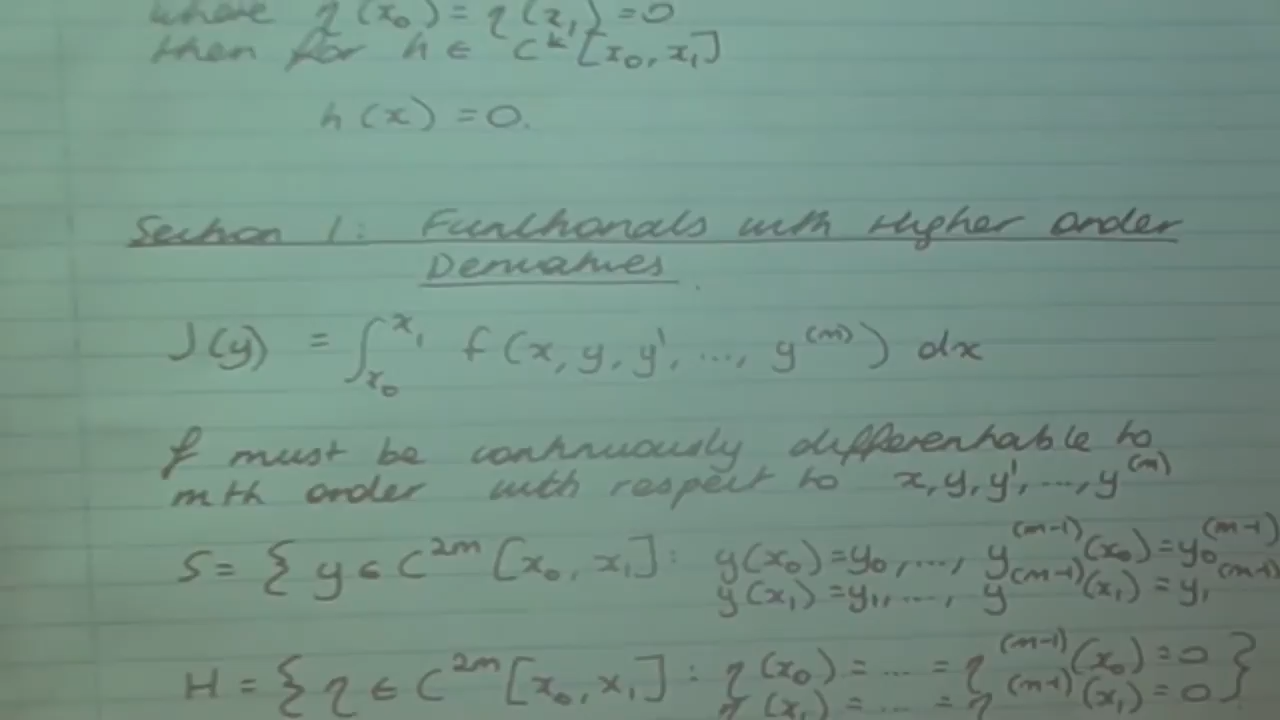 where η(x₀) = η(x₁) = 0
then for h ∈ Cᵏ[x₀, x₁]
h(x) = 0.
Section 1: Functionals with Higher Order
Derivatives
J(y) = ∫_{x₀}^{x₁} f(x, y, y', ..., y^{(m)}) dx
f must be continuously differentiable to
mth order with respect to x, y, y', ..., y^{(m)}
S = { y ∈ C^{2m}[x₀, x₁] : y(x₀) = y₀, ..., y^{(m-1)}(x₀) = y₀^{(m-1)}
y(x₁) = y₁, ..., y^{(m-1)}(x₁) = y₁^{(m-1)}
H = { η ∈ C^{2m}[x₀, x₁] : η(x₀) = ... = η^{(m-1)}(x₀) = 0 }
η(x₁) = ... = η^{(m-1)}(x₁) = 0